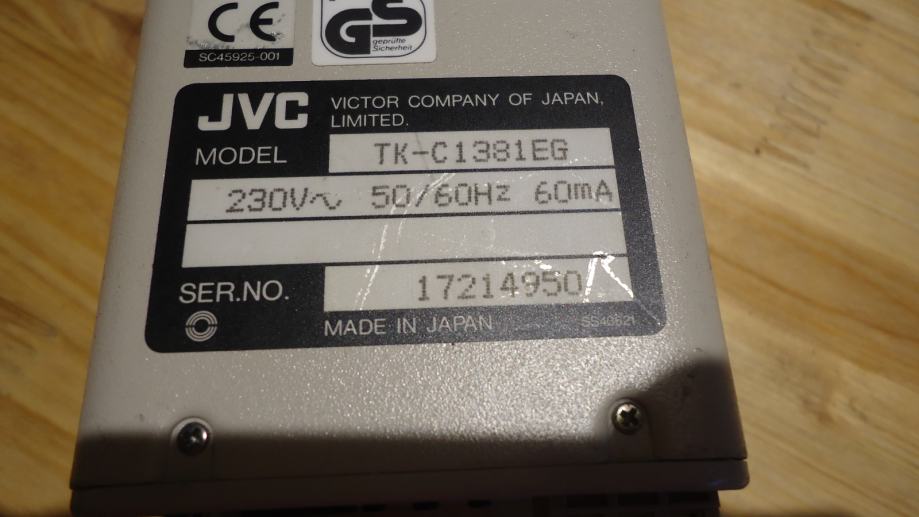 CE
SC45925-001
GS
geprüfte
Sicherheit
JVC VICTOR COMPANY OF JAPAN,
LIMITED.
MODEL TK-C1381EG
230V~ 50/60Hz 60mA
SER.NO. 17214950
MADE IN JAPAN